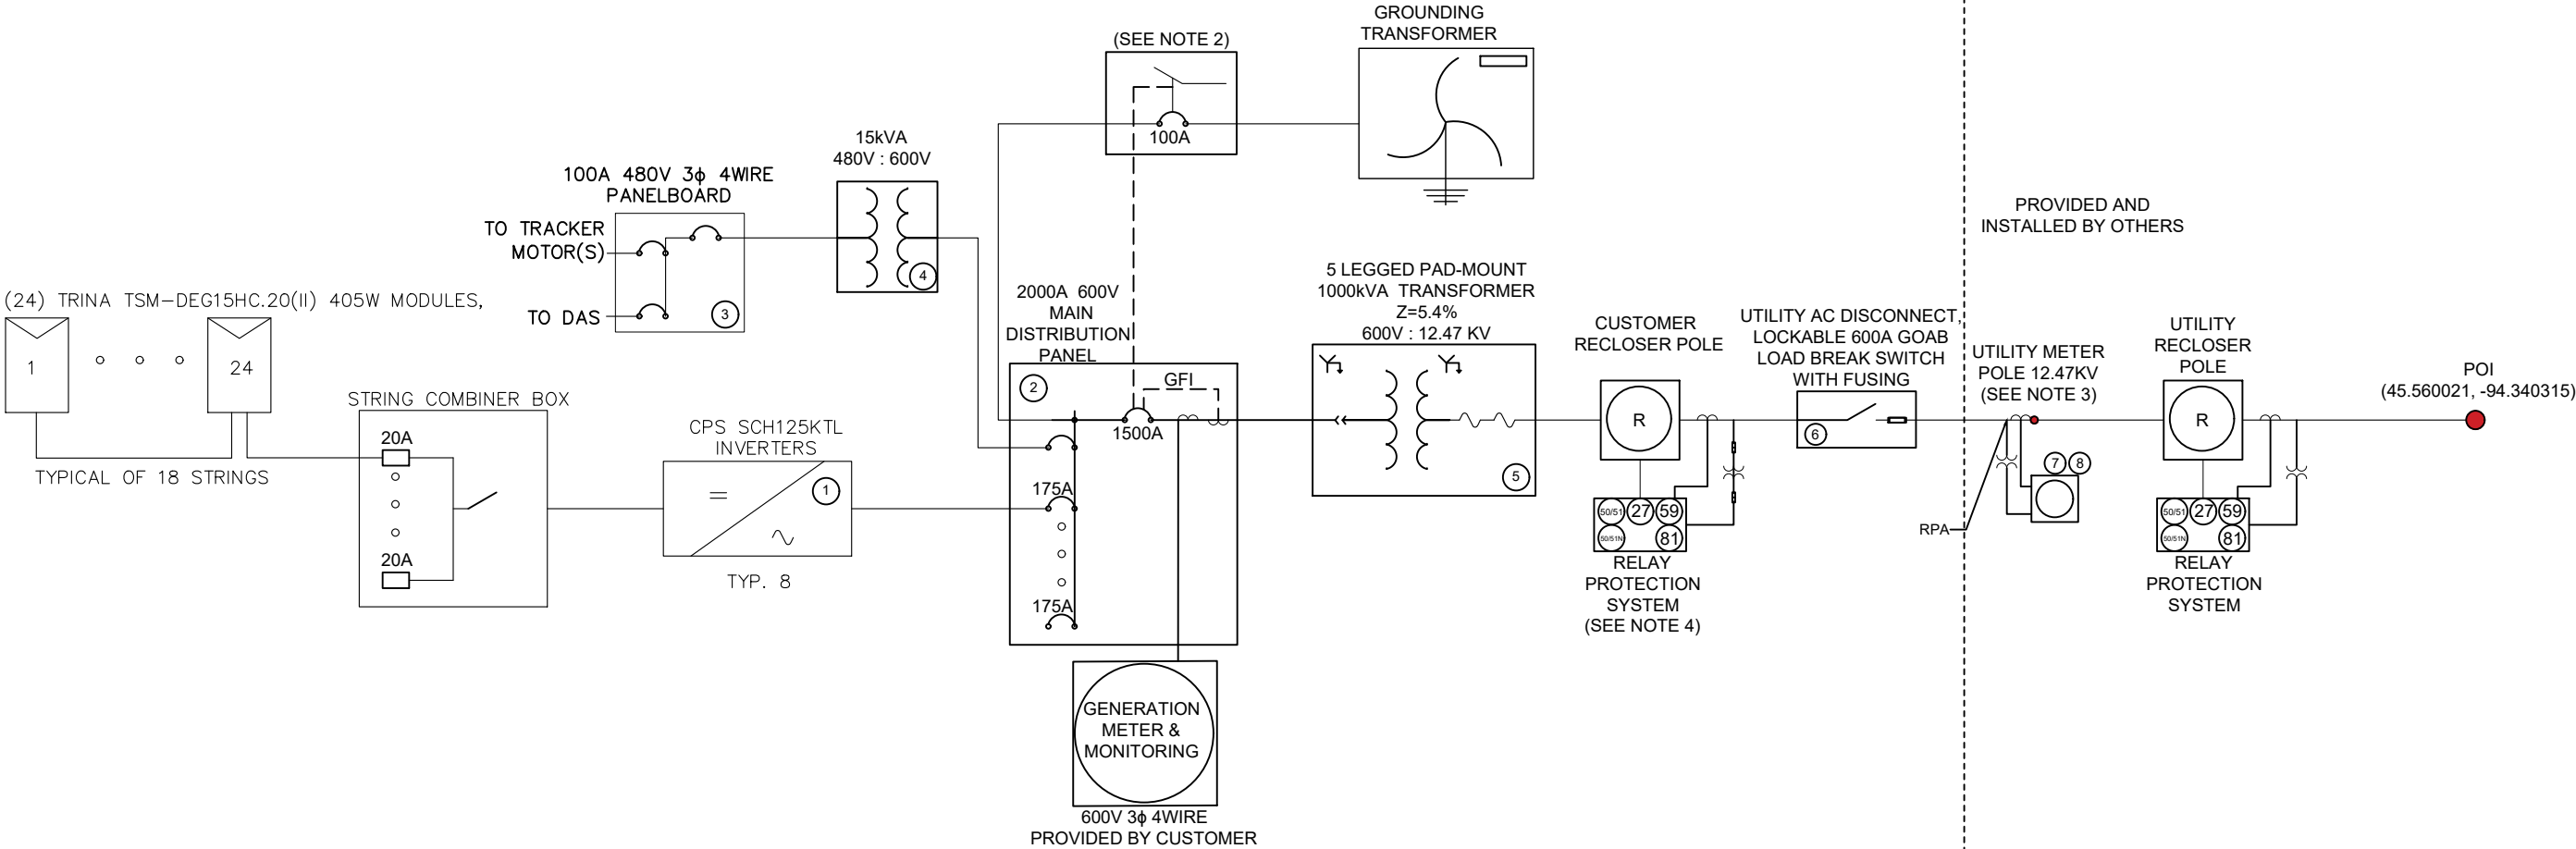 (24) TRINA TSM-DEG15HC.20(II) 405W MODULES,
1
24
TYPICAL OF 18 STRINGS
STRING COMBINER BOX
20A
20A
CPS SCH125KTL
INVERTERS
1
TYP. 8
100A 480V 3ϕ 4WIRE
PANELBOARD
TO TRACKER
MOTOR(S)
TO DAS
3
15kVA
480V : 600V
4
(SEE NOTE 2)
100A
GROUNDING
TRANSFORMER
2000A 600V
MAIN
DISTRIBUTION
PANEL
2
GFI
1500A
175A
175A
GENERATION
METER &
MONITORING
600V 3ϕ 4WIRE
PROVIDED BY CUSTOMER
5 LEGGED PAD-MOUNT
1000kVA TRANSFORMER
Z=5.4%
600V : 12.47 KV
5
CUSTOMER
RECLOSER POLE
R
50/51
27
59
50/51N
81
RELAY
PROTECTION
SYSTEM
(SEE NOTE 4)
UTILITY AC DISCONNECT,
LOCKABLE 600A GOAB
LOAD BREAK SWITCH
WITH FUSING
6
PROVIDED AND
INSTALLED BY OTHERS
UTILITY METER
POLE 12.47KV
(SEE NOTE 3)
7
8
RPA
UTILITY
RECLOSER
POLE
R
50/51
27
59
50/51N
81
RELAY
PROTECTION
SYSTEM
POI
(45.560021, -94.340315)